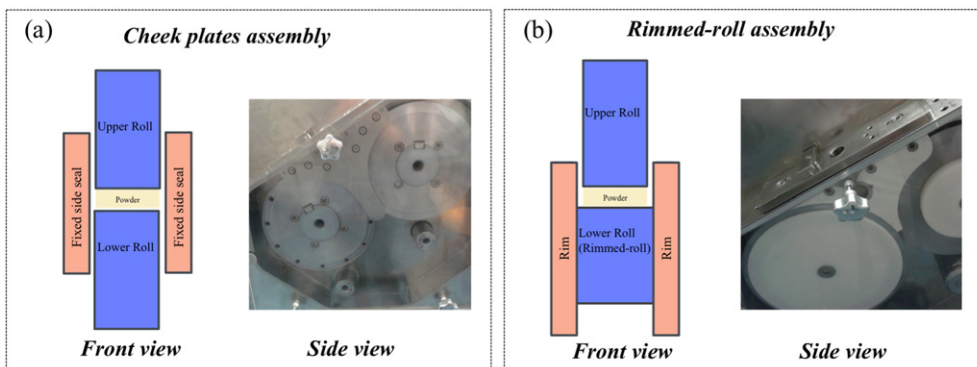 (a)
Cheek plates assembly
Upper Roll
Fixed side seal
Powder
Fixed side seal
Lower Roll
Front view
Side view
(b)
Rimmed-roll assembly
Upper Roll
Powder
Rim
Lower Roll
(Rimmed-roll)
Rim
Front view
Side view